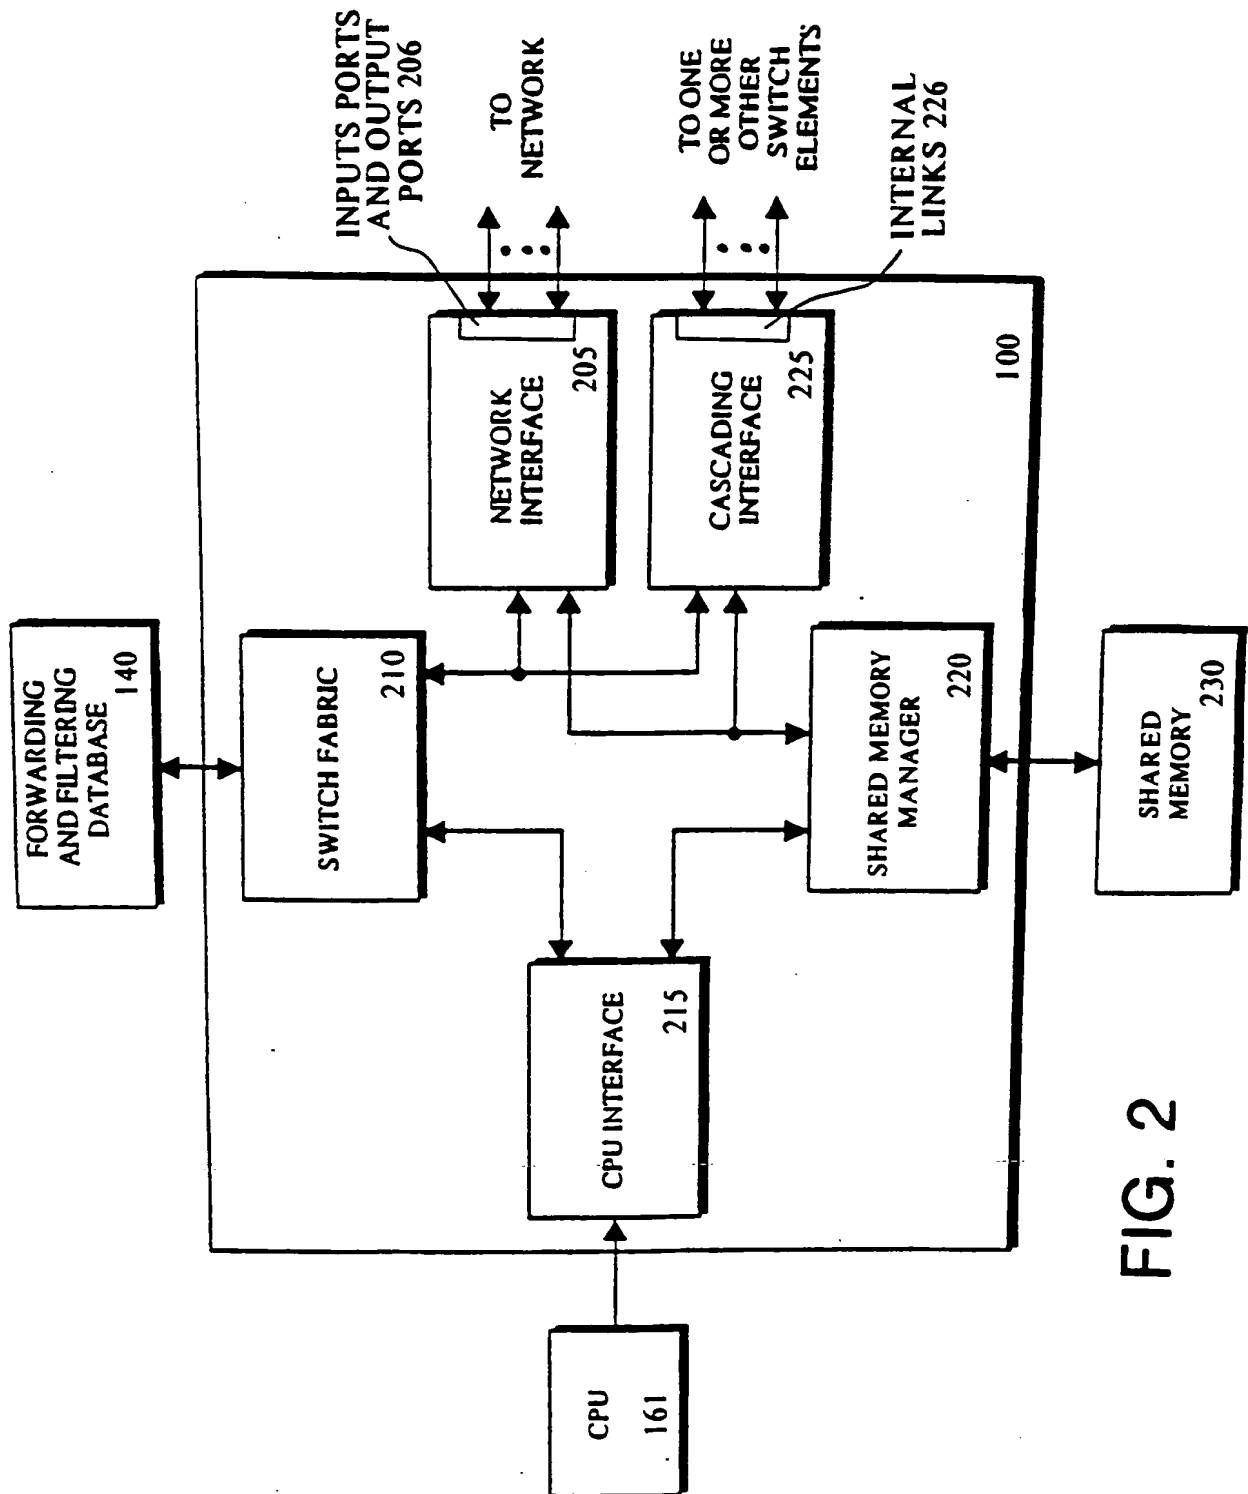 FORWARDING
AND FILTERING
DATABASE
140
INPUTS PORTS
AND OUTPUT
PORTS 206
TO
NETWORK
SWITCH FABRIC
210
NETWORK
INTERFACE
205
CPU
161
CPU INTERFACE
215
TO ONE
OR MORE
OTHER
SWITCH
ELEMENTS
CASCADING
INTERFACE
225
INTERNAL
LINKS 226
SHARED MEMORY
MANAGER
220
100
SHARED
MEMORY
230
FIG. 2